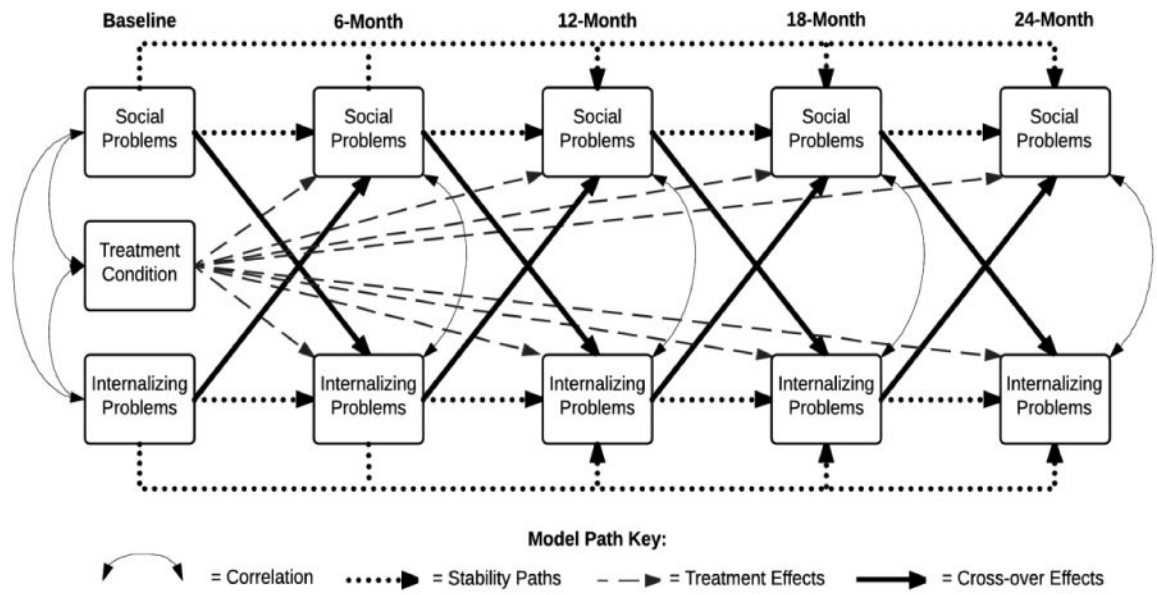 Baseline 6-Month 12-Month 18-Month 24-Month
Social Problems
Social Problems
Social Problems
Social Problems
Social Problems
Treatment Condition
Internalizing Problems
Internalizing Problems
Internalizing Problems
Internalizing Problems
Internalizing Problems
Model Path Key:
= Correlation = Stability Paths = Treatment Effects = Cross-over Effects